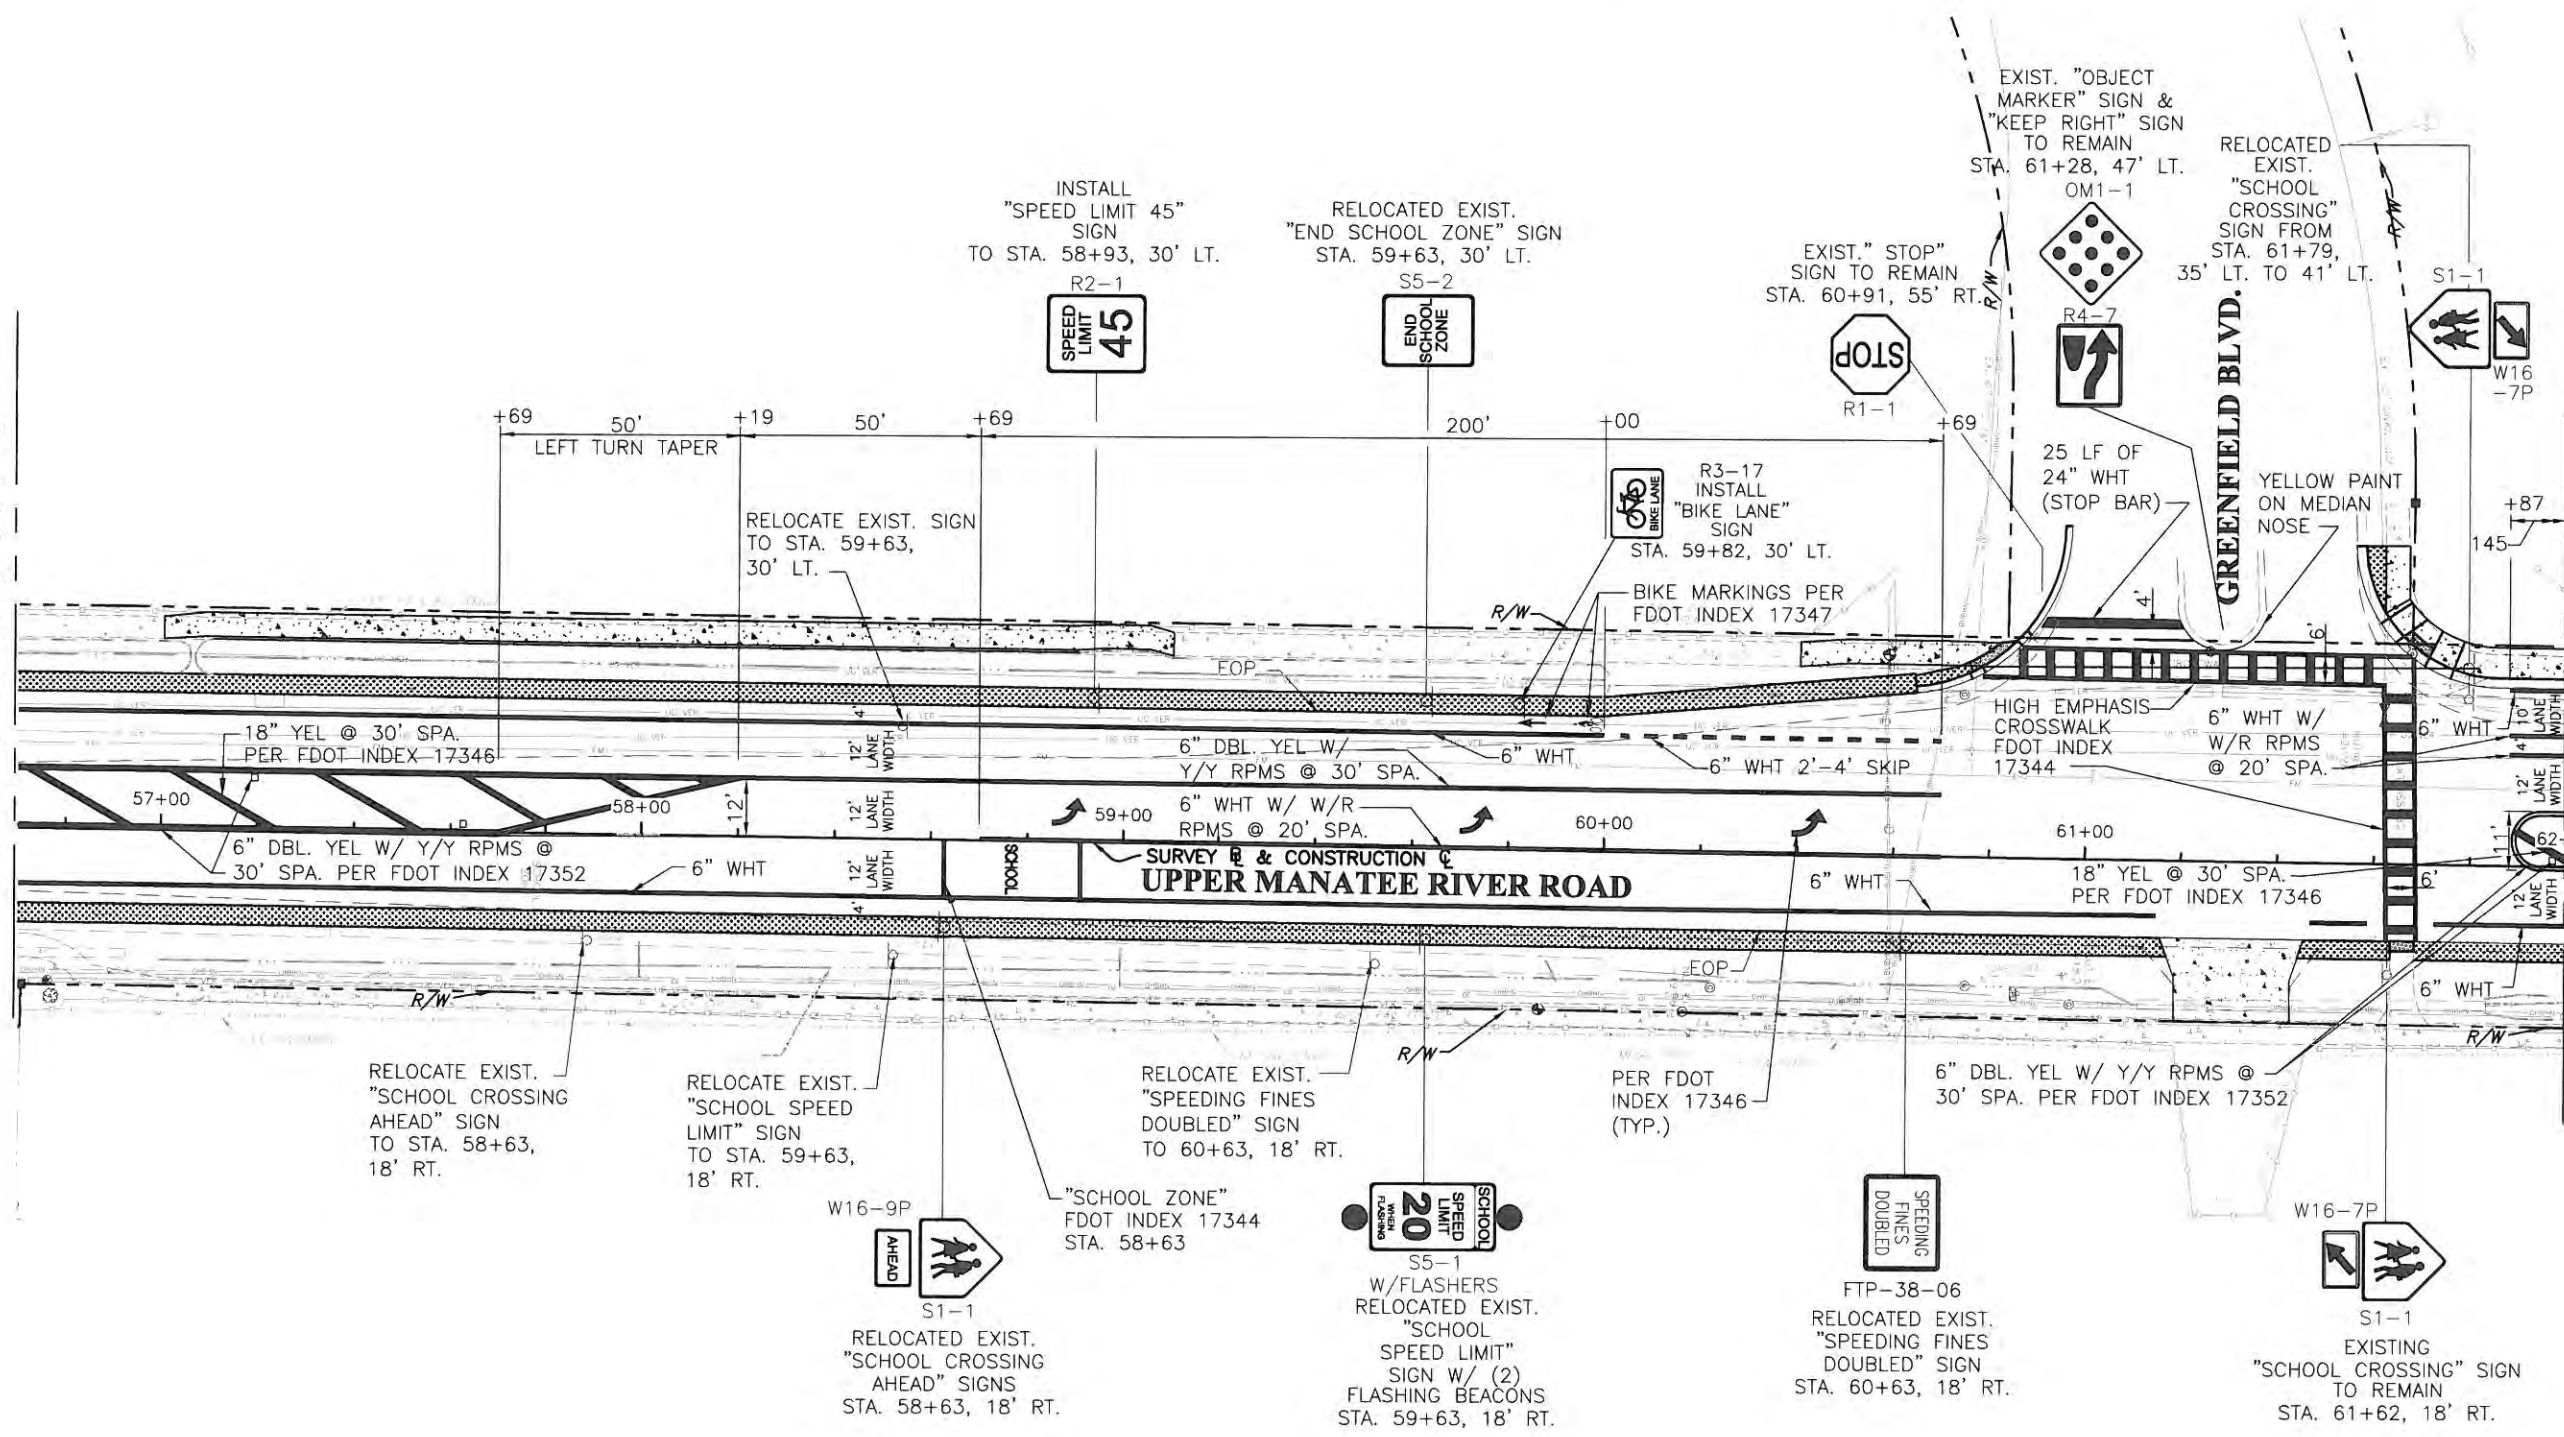 EXIST. "OBJECT
MARKER" SIGN &
"KEEP RIGHT" SIGN
TO REMAIN
STA. 61+28, 47' LT.
OM1-1
R4-7
RELOCATED
EXIST.
"SCHOOL
CROSSING"
SIGN FROM
STA. 61+79,
35' LT. TO 41' LT.
S1-1
W16
-7P
INSTALL
"SPEED LIMIT 45"
SIGN
TO STA. 58+93, 30' LT.
R2-1
SPEED
LIMIT
45
RELOCATED EXIST.
"END SCHOOL ZONE" SIGN
STA. 59+63, 30' LT.
S5-2
END
SCHOOL
ZONE
EXIST." STOP"
SIGN TO REMAIN
STA. 60+91, 55' RT.
STOP
R1-1
R/W
R/W
GREENFIELD BLVD.
+69
50'
+19
50'
+69
200'
+00
+69
LEFT TURN TAPER
25 LF OF
24" WHT
(STOP BAR)
YELLOW PAINT
ON MEDIAN
NOSE
+87
145
R3-17
INSTALL
"BIKE LANE"
SIGN
STA. 59+82, 30' LT.
BIKE LANE
RELOCATE EXIST. SIGN
TO STA. 59+63,
30' LT.
BIKE MARKINGS PER
FDOT INDEX 17347
R/W
4'
6'
EOP
HIGH EMPHASIS
CROSSWALK
FDOT INDEX
17344
6" WHT W/
W/R RPMS
@ 20' SPA.
6" WHT
10'
LANE
WIDTH
4'
12'
LANE
WIDTH
18" YEL @ 30' SPA.
PER FDOT INDEX 17346
4'
12'
LANE
WIDTH
6" DBL. YEL W/
Y/Y RPMS @ 30' SPA.
6" WHT
6" WHT 2'-4' SKIP
57+00
58+00
12'
12'
LANE
WIDTH
59+00
6" WHT W/ W/R
RPMS @ 20' SPA.
60+00
61+00
11'
62+
6" DBL. YEL W/ Y/Y RPMS @
30' SPA. PER FDOT INDEX 17352
6" WHT
12'
LANE
WIDTH
4'
SCHOOL
SURVEY BL & CONSTRUCTION CL
UPPER MANATEE RIVER ROAD
6" WHT
18" YEL @ 30' SPA.
PER FDOT INDEX 17346
6'
12'
LANE
WIDTH
EOP
6" WHT
R/W
R/W
R/W
RELOCATE EXIST.
"SCHOOL CROSSING
AHEAD" SIGN
TO STA. 58+63,
18' RT.
RELOCATE EXIST.
"SCHOOL SPEED
LIMIT" SIGN
TO STA. 59+63,
18' RT.
RELOCATE EXIST.
"SPEEDING FINES
DOUBLED" SIGN
TO 60+63, 18' RT.
PER FDOT
INDEX 17346
(TYP.)
6" DBL. YEL W/ Y/Y RPMS @
30' SPA. PER FDOT INDEX 17352
"SCHOOL ZONE"
FDOT INDEX 17344
STA. 58+63
W16-9P
AHEAD
S1-1
RELOCATED EXIST.
"SCHOOL CROSSING
AHEAD" SIGNS
STA. 58+63, 18' RT.
SCHOOL
SPEED
LIMIT
20
WHEN
FLASHING
S5-1
W/FLASHERS
RELOCATED EXIST.
"SCHOOL
SPEED LIMIT"
SIGN W/ (2)
FLASHING BEACONS
STA. 59+63, 18' RT.
SPEEDING
FINES
DOUBLED
FTP-38-06
RELOCATED EXIST.
"SPEEDING FINES
DOUBLED" SIGN
STA. 60+63, 18' RT.
W16-7P
S1-1
EXISTING
"SCHOOL CROSSING" SIGN
TO REMAIN
STA. 61+62, 18' RT.